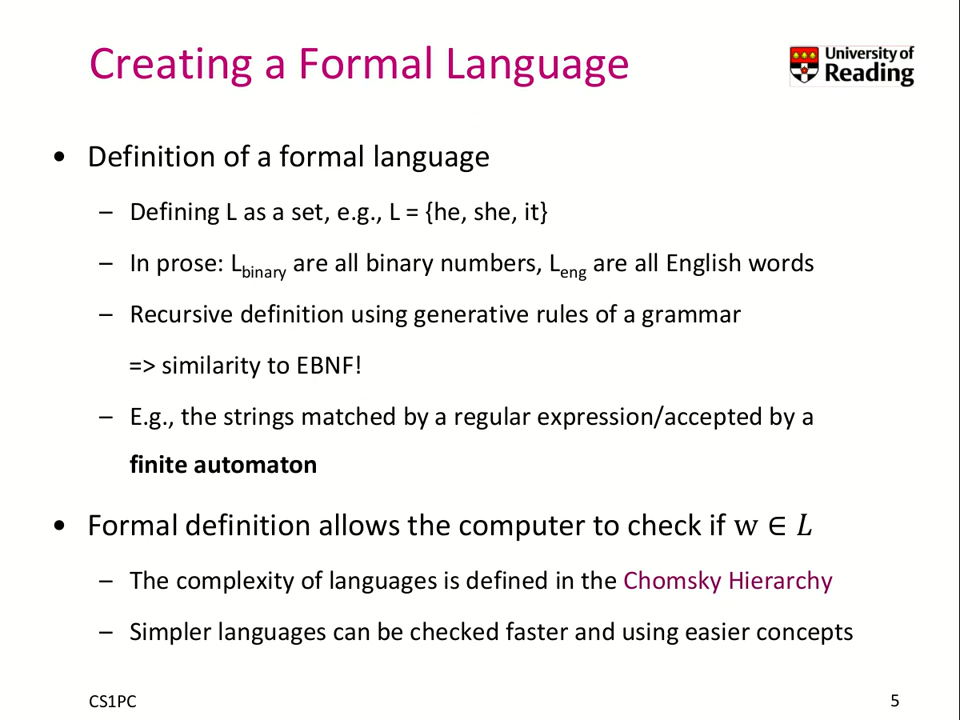 Creating a Formal Language
University of
Reading
• Definition of a formal language
– Defining L as a set, e.g., L = {he, she, it}
– In prose: Lbinary are all binary numbers, Leng are all English words
– Recursive definition using generative rules of a grammar
=> similarity to EBNF!
– E.g., the strings matched by a regular expression/accepted by a
finite automaton
• Formal definition allows the computer to check if w ∈ L
– The complexity of languages is defined in the Chomsky Hierarchy
– Simpler languages can be checked faster and using easier concepts
CS1PC
5